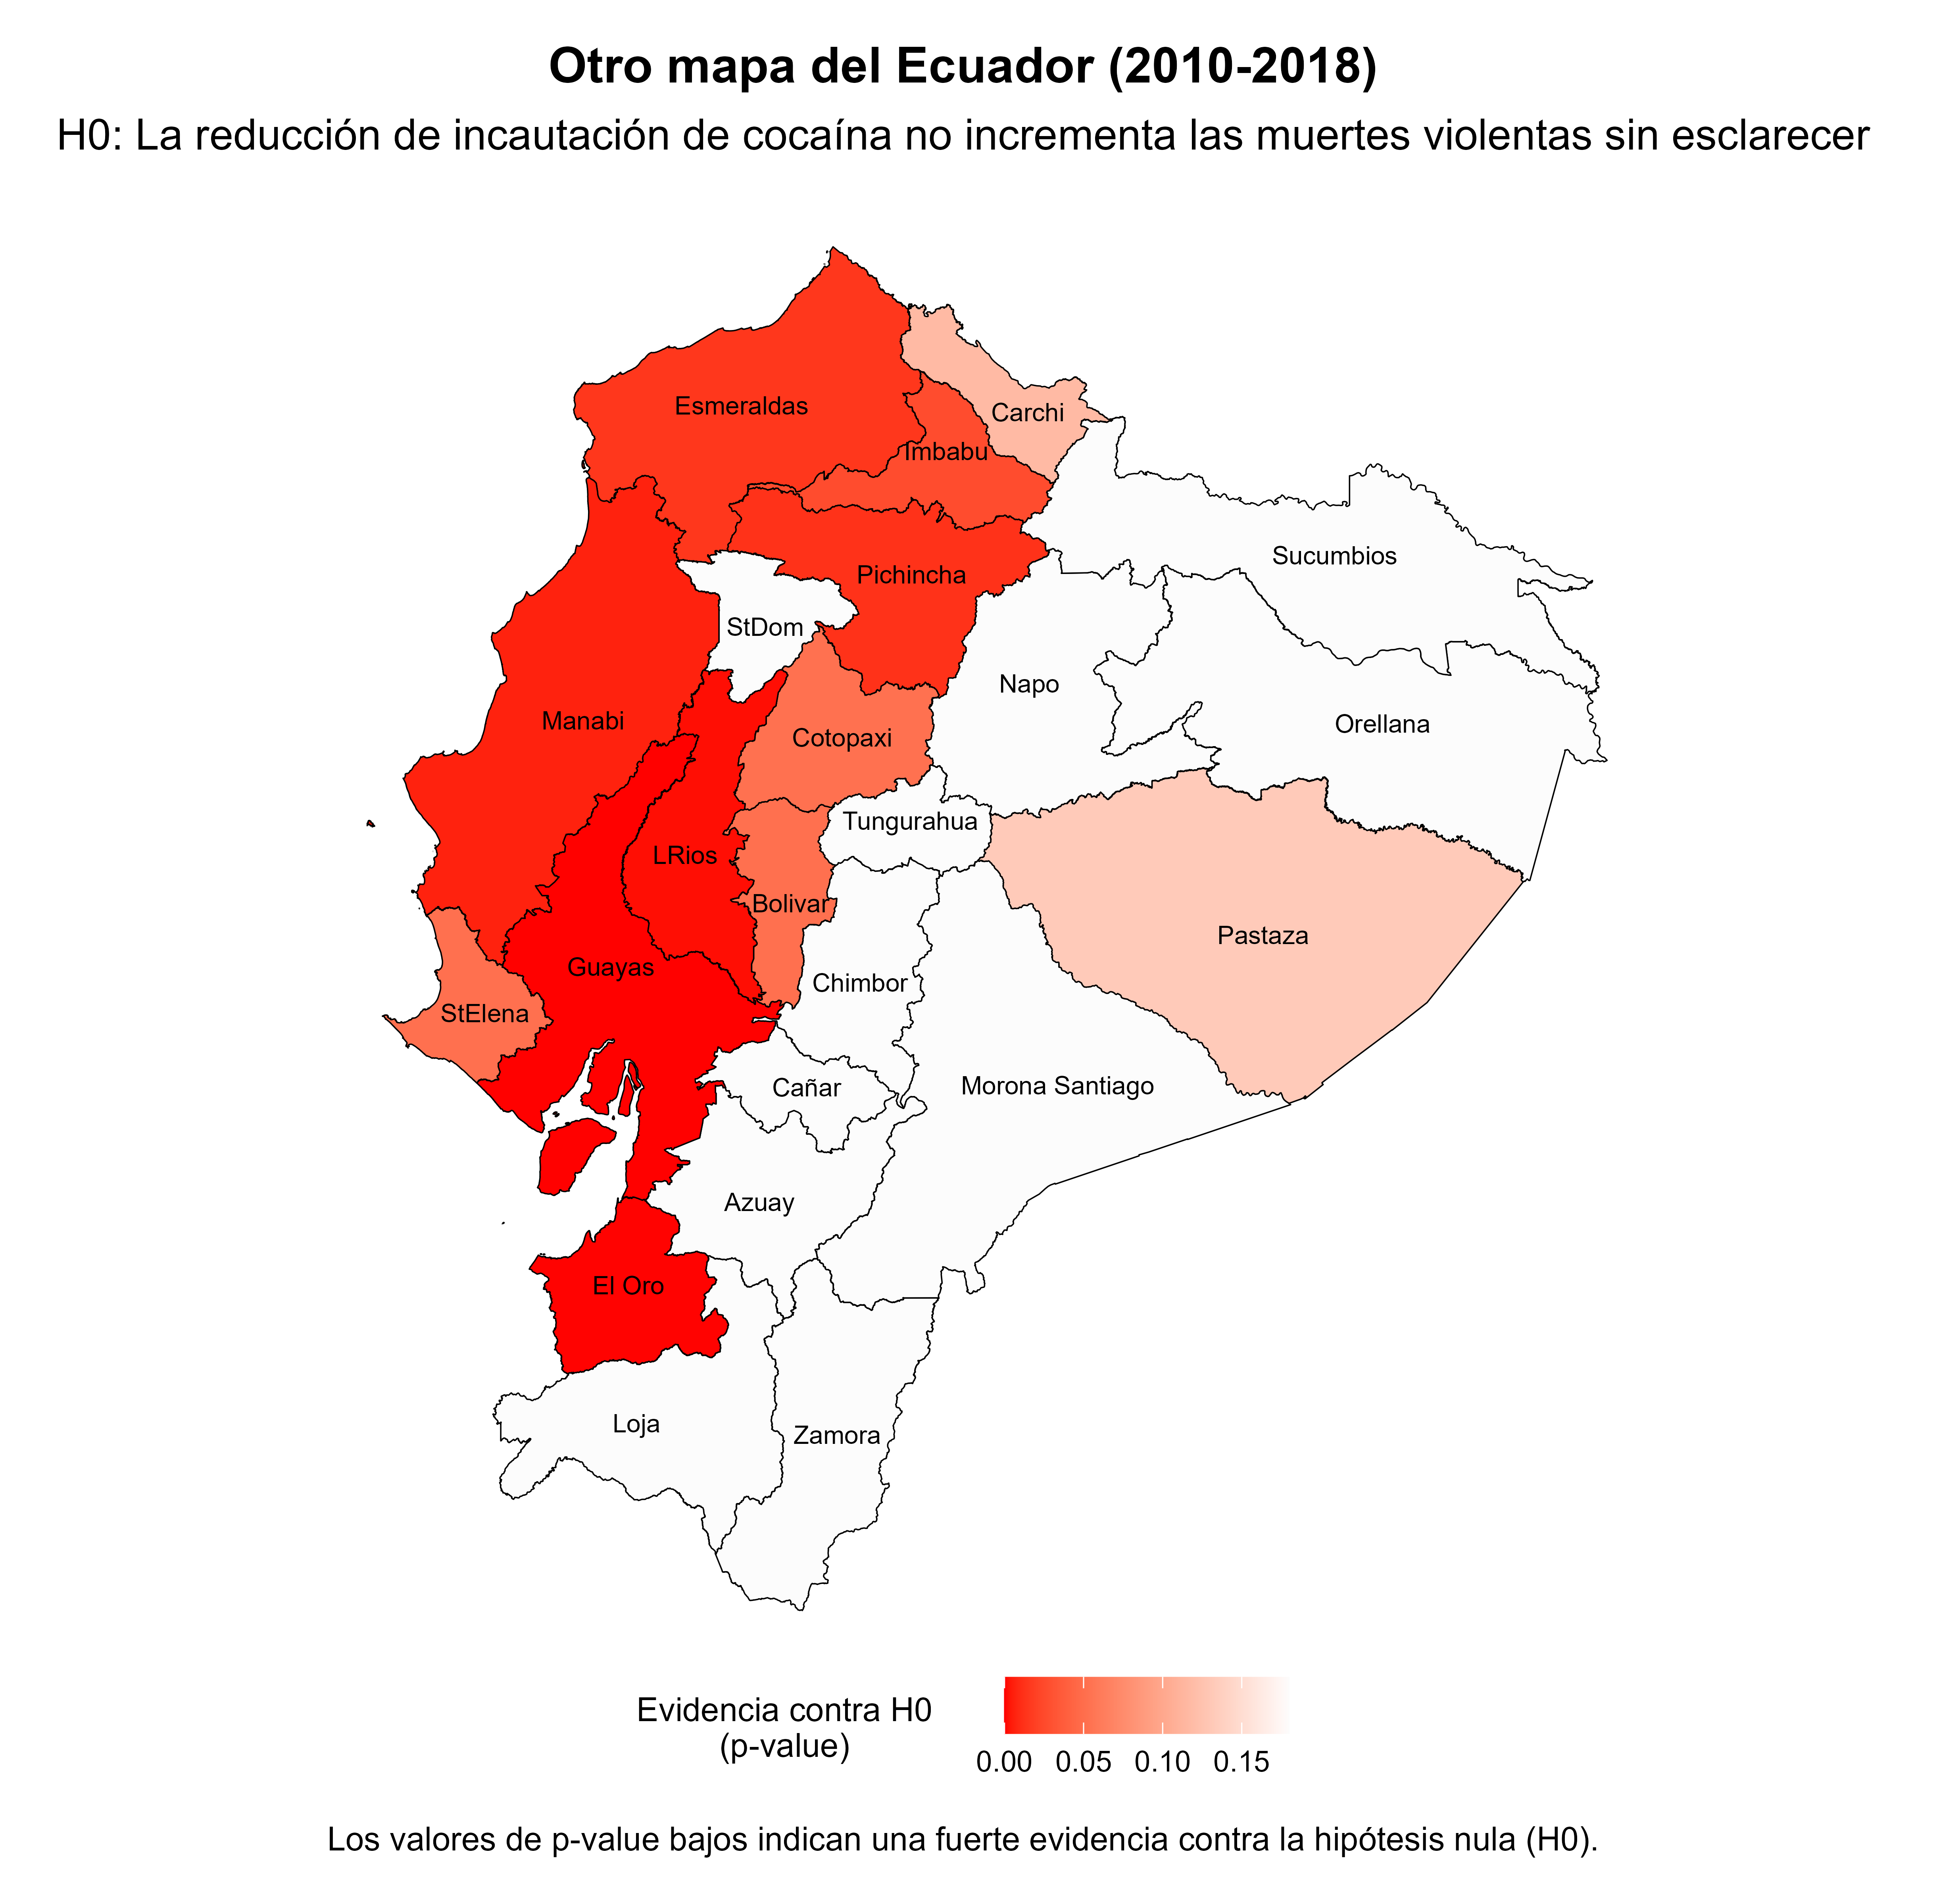 Otro mapa del Ecuador (2010-2018)
H0: La reducción de incautación de cocaína no incrementa las muertes violentas sin esclarecer
Esmeraldas
Carchi
Imbabu
Sucumbios
Pichincha
StDom
Napo
Manabi
Orellana
Cotopaxi
Tungurahua
LRios
Bolivar
Pastaza
Guayas
Chimbor
StElena
Cañar
Morona Santiago
Azuay
El Oro
Loja
Zamora
Evidencia contra H0
(p-value)
0.00 0.05 0.10 0.15
Los valores de p-value bajos indican una fuerte evidencia contra la hipótesis nula (H0).